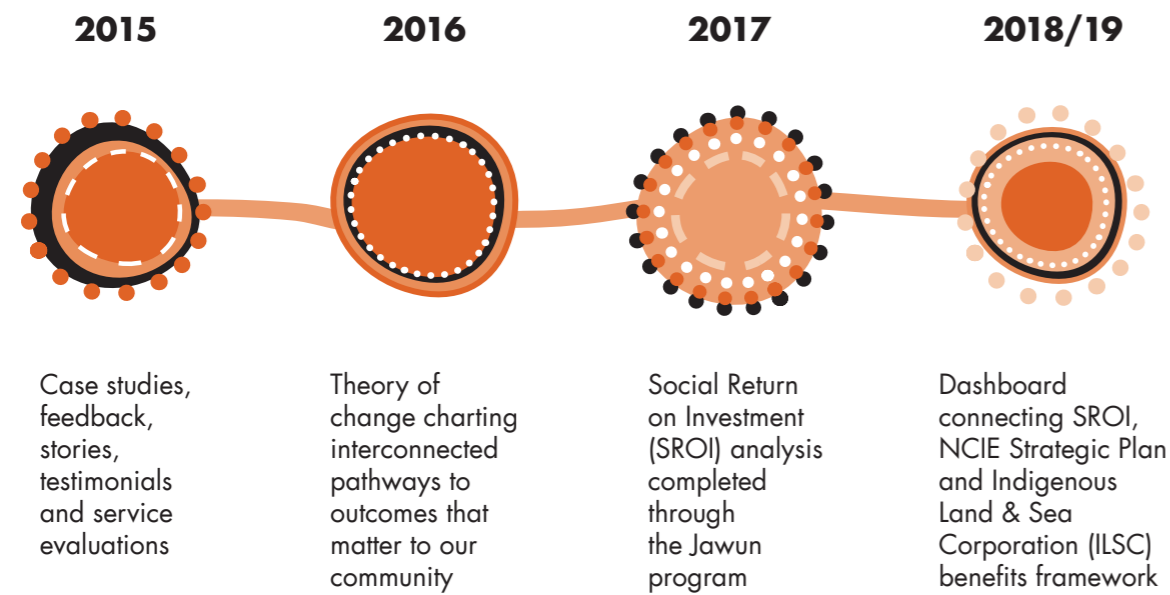 2015
Case studies,
feedback,
stories,
testimonials
and service
evaluations
2016
Theory of
change charting
interconnected
pathways to
outcomes that
matter to our
community
2017
Social Return
on Investment
(SROI) analysis
completed
through
the Jawun
program
2018/19
Dashboard
connecting SROI,
NCIE Strategic Plan
and Indigenous
Land & Sea
Corporation (ILSC)
benefits framework